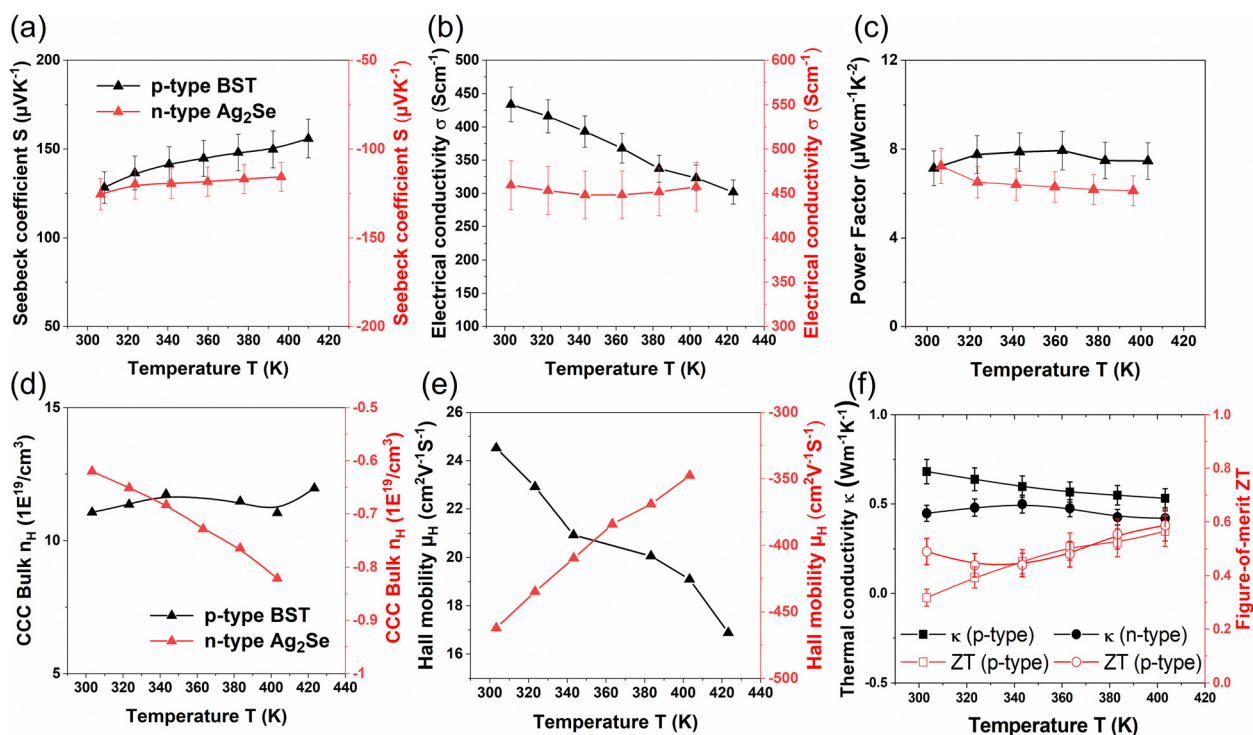 (a)
200
150
100
50
Seebeck coefficient S (µVK⁻¹)
p-type BST
n-type Ag₂Se
-50
-100
-150
-200
Seebeck coefficient S (µVK⁻¹)
300 320 340 360 380 400 420
Temperature T (K)
(b)
500
450
400
350
300
250
200
150
100
Electrical conductivity σ (Scm⁻¹)
600
550
500
450
400
350
300
Electrical conductivity σ (Scm⁻¹)
300 320 340 360 380 400 420 440
Temperature T (K)
(c)
12
8
4
0
Power Factor (µWcm⁻¹K⁻²)
300 320 340 360 380 400 420
Temperature T (K)
(d)
15
10
5
CCC Bulk n_H (1E¹⁹/cm³)
p-type BST
n-type Ag₂Se
-0.5
-0.6
-0.7
-0.8
-0.9
-1
CCC Bulk n_H (1E¹⁹/cm³)
300 320 340 360 380 400 420 440
Temperature T (K)
(e)
26
24
22
20
18
16
Hall mobility µ_H (cm²V⁻¹S⁻¹)
-300
-350
-400
-450
-500
Hall mobility µ_H (cm²V⁻¹S⁻¹)
300 320 340 360 380 400 420 440
Temperature T (K)
(f)
1.0
0.5
0.0
-0.5
Thermal conductivity κ (Wm⁻¹K⁻¹)
κ (p-type) κ (n-type)
ZT (p-type) ZT (p-type)
1.0
0.8
0.6
0.4
0.2
0.0
Figure-of-merit ZT
300 320 340 360 380 400 420
Temperature T (K)